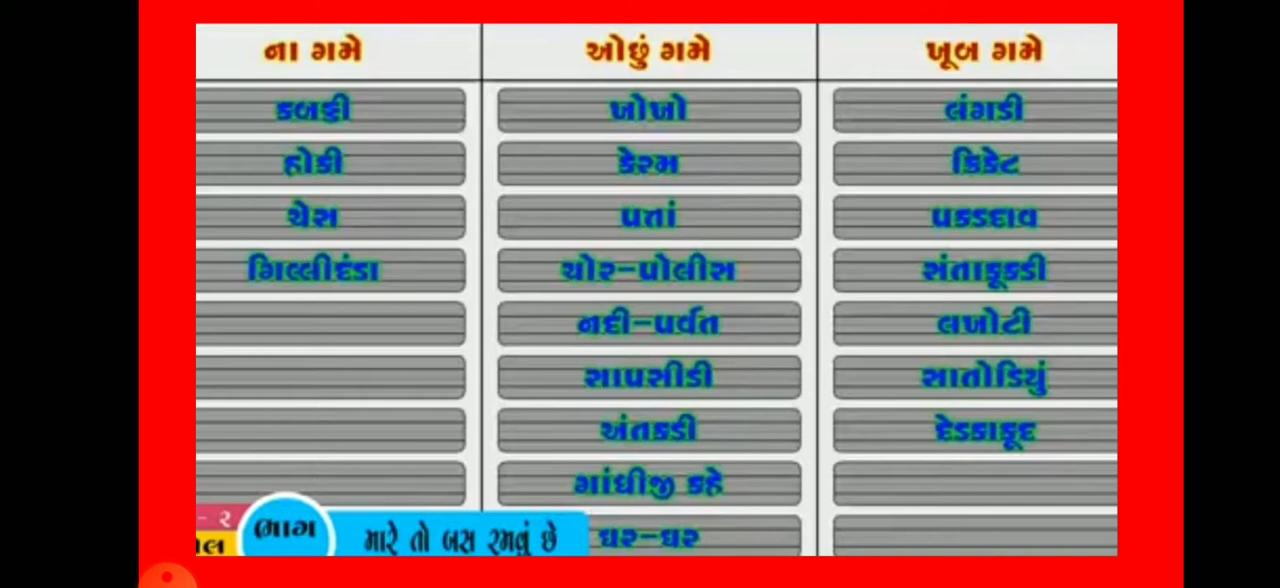 ના ગમે ઓછું ગમે ખૂબ ગમે
કબડ્ડી ખોખો લંગડી
હોકી કેરમ ક્રિકેટ
ચેસ પત્તાં પકડદાવ
ગિલ્લીદંડા ચોર-પોલીસ સંતાકૂકડી
નદી-પર્વત લખોટી
સાપસીડી સાતોડિયું
અંતકડી દેડકાકૂદ
ગાંધીજી કહે
- ૨
ભાગ મારે તો બસ રમવું છે ઘર-ઘર